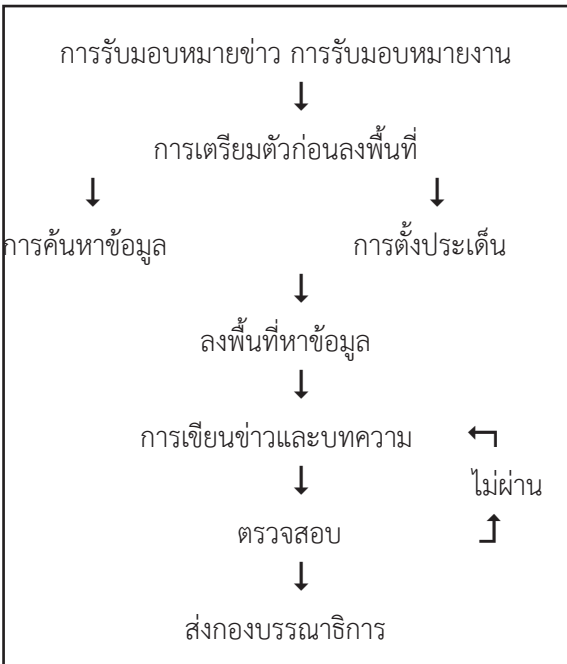 การรับมอบหมายข่าว การรับมอบหมายงาน
การเตรียมตัวก่อนลงพื้นที่
การค้นหาข้อมูล การตั้งประเด็น
ลงพื้นที่หาข้อมูล
การเขียนข่าวและบทความ
ไม่ผ่าน
ตรวจสอบ
ส่งกองบรรณาธิการ